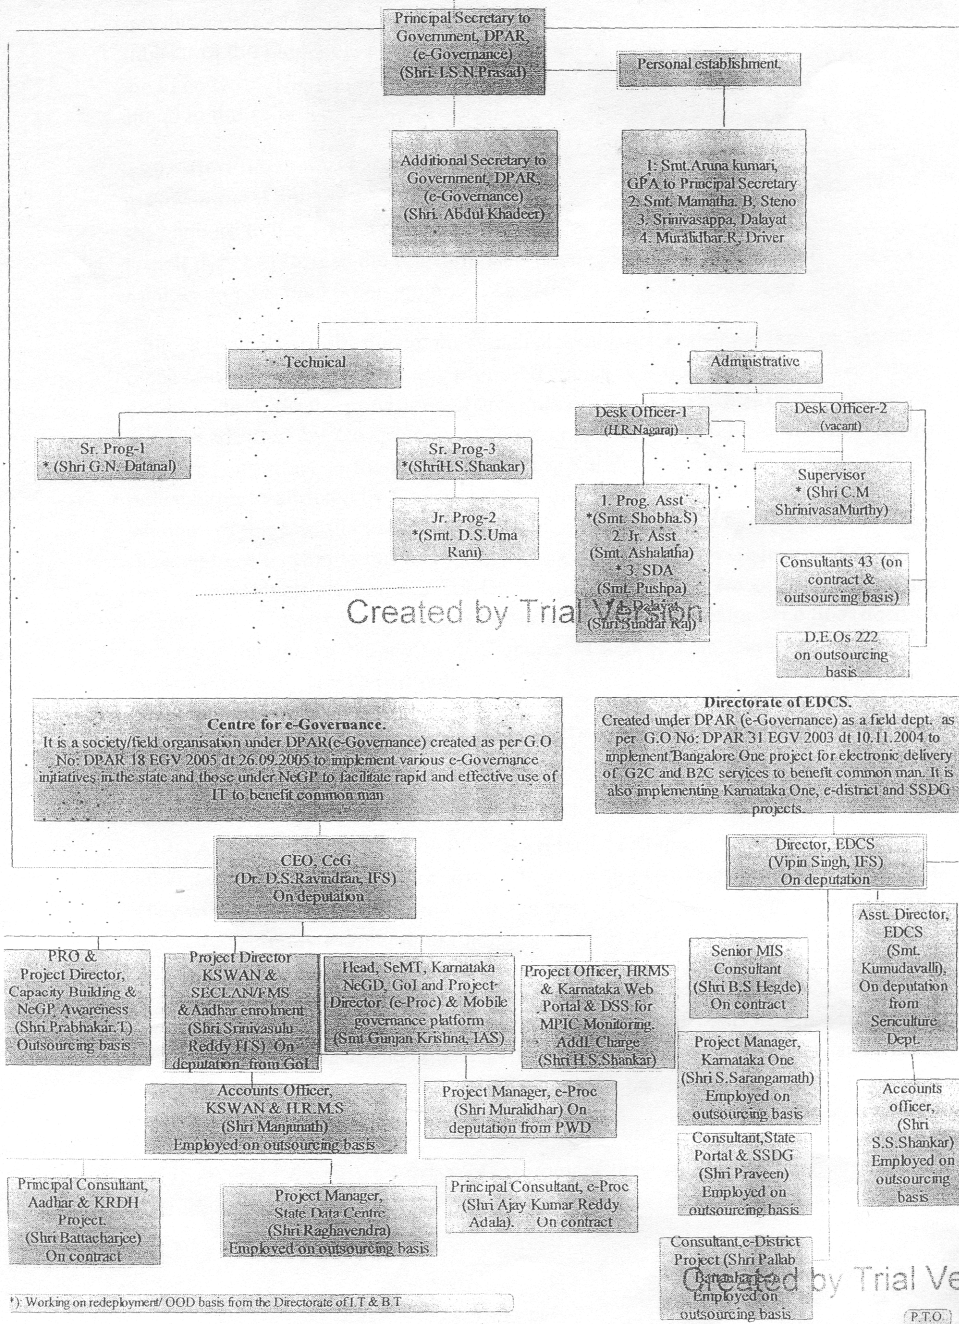 Principal Secretary to
Government, DPAR,
(e-Governance)
(Shri. I.S.N.Prasad)
Personal establishment.
Additional Secretary to
Government, DPAR,
(e-Governance)
(Shri. Abdul Khadeer)
1: Smt.Aruna kumari,
GPA to Principal Secretary
2: Smt. Mamatha. B, Steno
3- Srinivasappa, Dalayat
4. Muralidhar.R, Driver
Technical
Administrative
Desk Officer-1
(H.R.Nagaraj)
Desk Officer-2
(vacant)
Sr. Prog-1
* (Shri G.N. Datanal)
Sr. Prog-3
*(ShriH.S.Shankar)
Supervisor
* (Shri C.M
ShrinivasaMurthy)
Jr. Prog-2
*(Smt. D.S.Uma
Rani)
1. Prog. Asst
*(Smt. Shobha.S)
2. Jr. Asst
(Smt. Ashalatha)
* 3. SDA
(Smt. Pushpa)
4. Dalayat
(Shri Sundar Raj)
Consultants 43 (on
contract &
outsourcing basis)
D.E.Os 222
on outsourcing
basis
Created by Trial Version
Centre for e-Governance.
It is a society/field organisation under DPAR(e-Governance) created as per G.O
No: DPAR 18 EGV 2005 dt 26.09.2005 to implement various e-Governance
initiatives in the state and those under NeGP to facilitate rapid and effective use of
IT to benefit common man
Directorate of EDCS.
Created under DPAR (e-Governance) as a field dept. as
per G.O No: DPAR 31 EGV 2003 dt 10.11.2004 to
implement Bangalore One project for electronic delivery
of G2C and B2C services to benefit common man. It is
also implementing Karnataka One, e-district and SSDG
projects.
CEO, CeG
(Dr. D.S.Ravindran, IFS)
On deputation
Director, EDCS
(Vipin Singh, IFS)
On deputation
PRO &
Project Director,
Capacity Building &
NeGP, Awareness
(Shri Prabhakar.T.)
Outsourcing basis
Project Director
KSWAN &
SECLAN/FMS
& Aadhar enrolment
(Shri Srinivasulu
Reddy ITS) On
deputation from GoI
Head, SeMT, Karnataka
NeGD, GoI and Project
Director (e-Proc) & Mobile
governance platform
(Smt Gunjan Krishna, IAS)
Project Officer, HRMS
& Karnataka Web
Portal & DSS for
MPIC Monitoring.
Addl. Charge
(Shri H.S.Shankar)
Senior MIS
Consultant
(Shri B.S Hegde)
On contract
Asst. Director,
EDCS
(Smt.
Kumudavalli),
On deputation
from
Sericulture
Dept.
Project Manager,
Karnataka One
(Shri S.Sarangamath)
Employed on
outsourcing basis
Accounts Officer,
KSWAN & H.R.M.S
(Shri Manjunath)
Employed on outsourcing basis
Project Manager, e-Proc
(Shri Muralidhar) On
deputation from PWD
Accounts
officer,
(Shri
S.S.Shankar)
Employed on
outsourcing
basis
Consultant,State
Portal & SSDG
(Shri Praveen)
Employed on
outsourcing basis
Principal Consultant,
Aadhar & KRDH
Project.
(Shri Battacharjee)
On contract
Project Manager,
State Data Centre
(Shri Raghavendra)
Employed on outsourcing basis
Principal Consultant, e-Proc
(Shri Ajay Kumar Reddy
Adala). On contract
Consultant,e-District
Project (Shri Pallab
Employed on
outsourcing basis
Created by Trial Ve
*): Working on redeployment/ OOD basis from the Directorate of I.T & B.T
P.T.O.